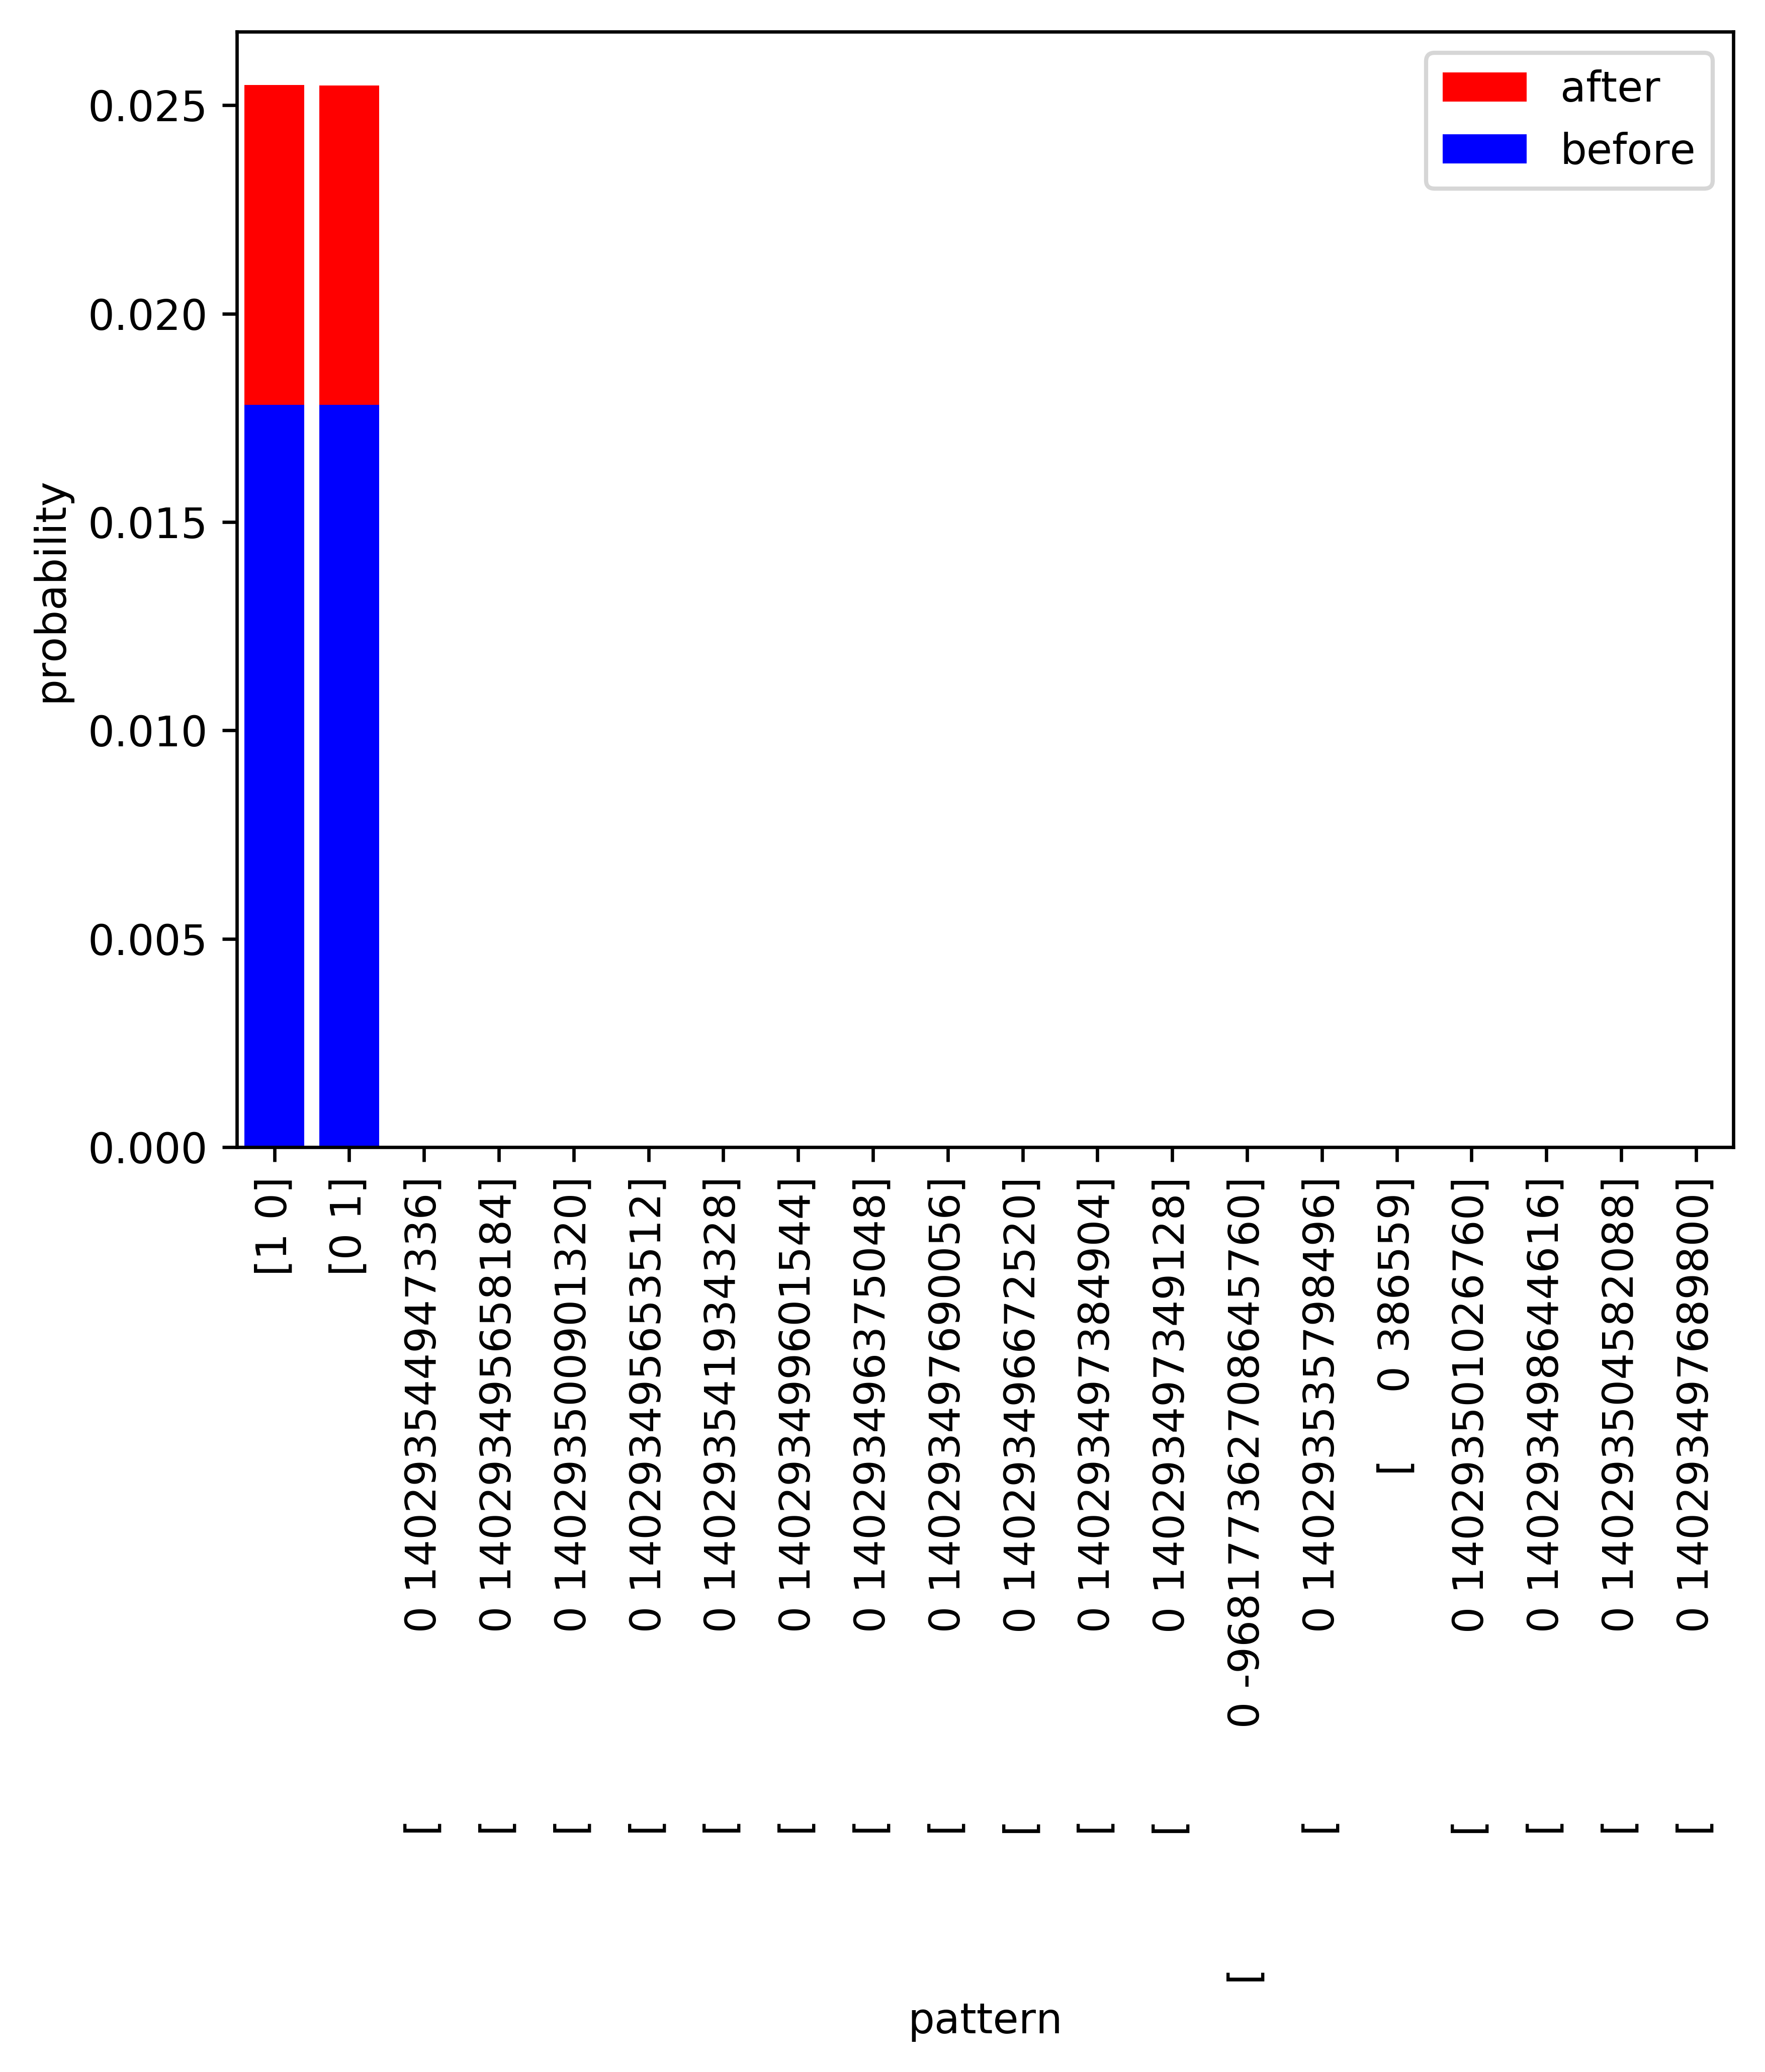 after
before
probability
0.025
0.020
0.015
0.010
0.005
0.000
[1 0]
[0 1]
[ 0 140293544947336]
[ 0 140293495658184]
[ 0 140293500901320]
[ 0 140293495653512]
[ 0 140293541934328]
[ 0 140293499601544]
[ 0 140293496375048]
[ 0 140293497690056]
[ 0 140293496672520]
[ 0 140293497384904]
[ 0 140293497349128]
[ 0 -968177362708645760]
[ 0 140293535798496]
[ 0 386559]
[ 0 140293501026760]
[ 0 140293498644616]
[ 0 140293504582088]
[ 0 140293497689800]
pattern